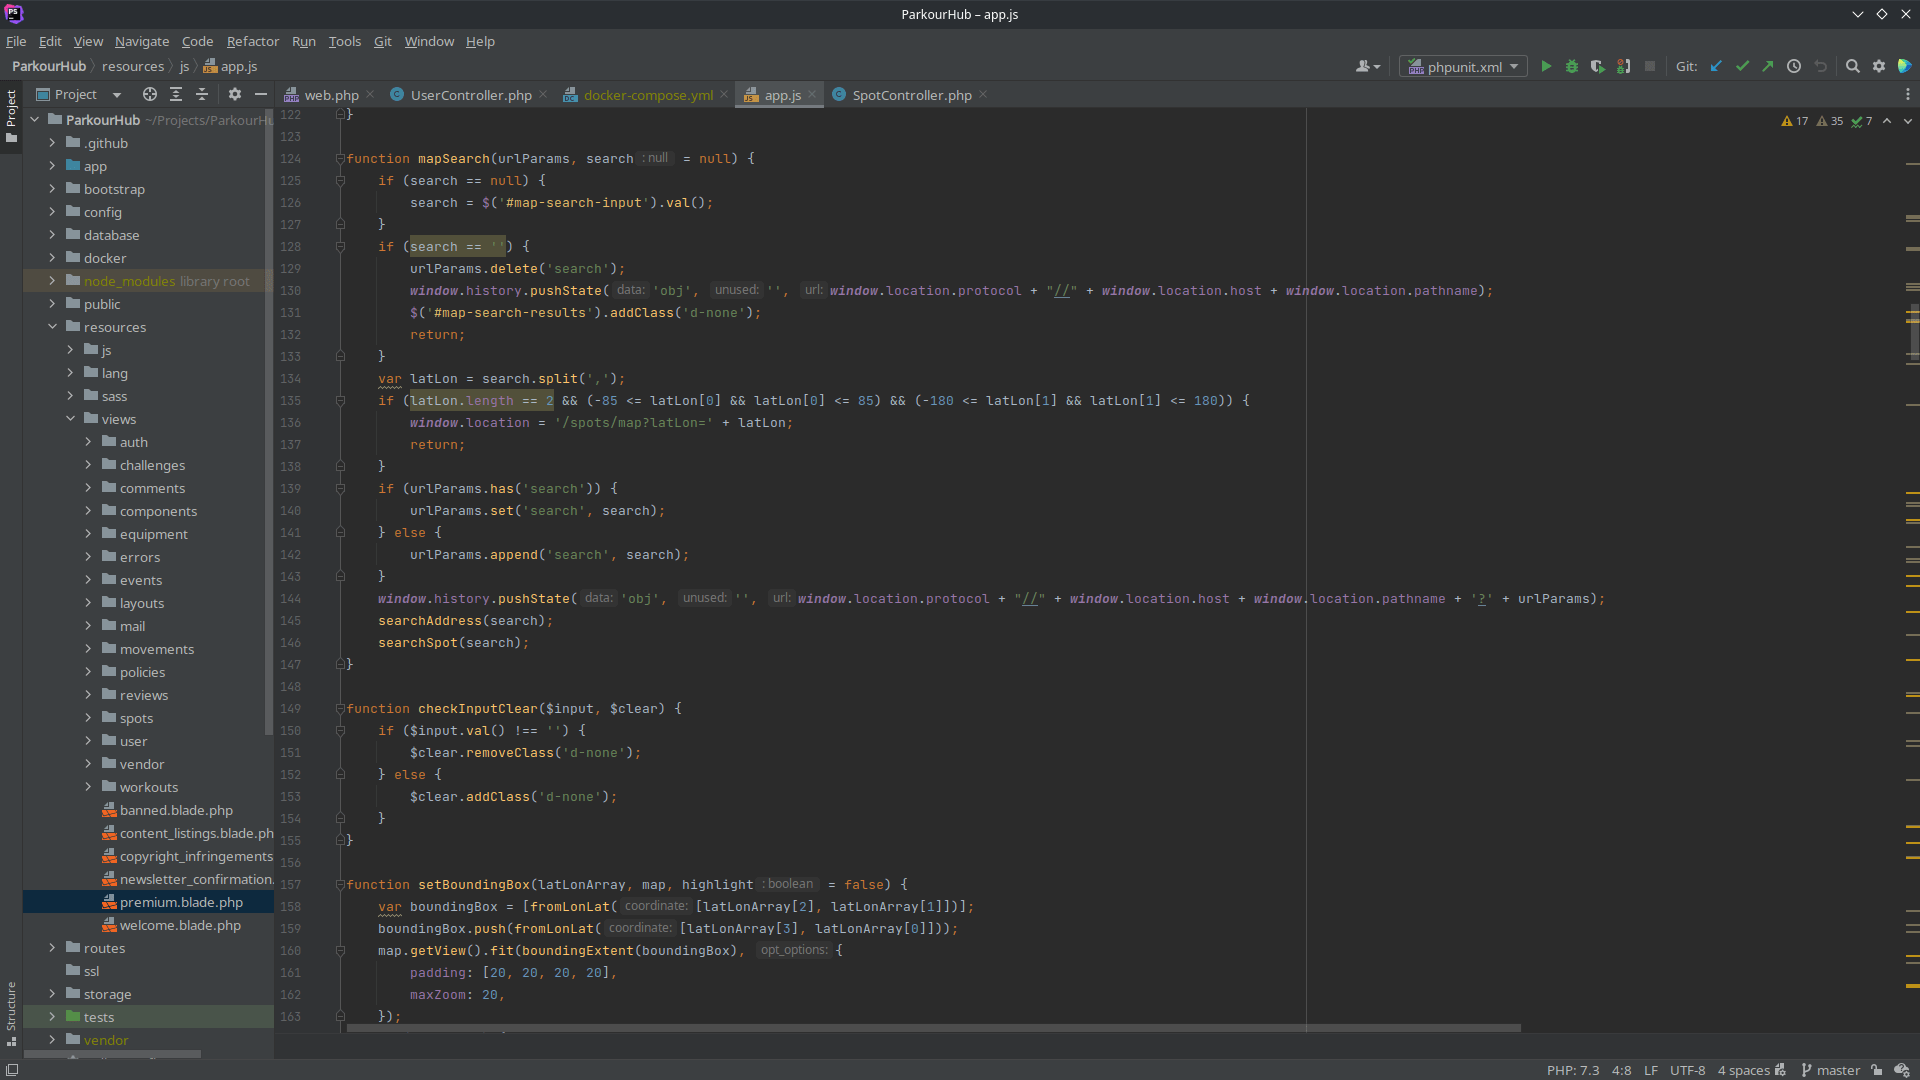 PS
ParkourHub – app.js
File Edit View Navigate Code Refactor Run Tools Git Window Help
ParkourHub resources js app.js
phpunit.xml
Git:
Project
Project
web.php UserController.php docker-compose.yml app.js SpotController.php
17 35 7
ParkourHub ~/Projects/ParkourHu
.github
app
bootstrap
config
database
docker
node_modules library root
public
resources
js
lang
sass
views
auth
challenges
comments
components
equipment
errors
events
layouts
mail
movements
policies
reviews
spots
user
vendor
workouts
banned.blade.php
content_listings.blade.ph
copyright_infringements
newsletter_confirmation.
premium.blade.php
welcome.blade.php
routes
ssl
storage
tests
vendor
Structure
122 }
123
124 function mapSearch(urlParams, search : null = null) {
125 if (search == null) {
126 search = $('#map-search-input').val();
127 }
128 if (search == '') {
129 urlParams.delete('search');
130 window.history.pushState( data: 'obj', unused: '', url: window.location.protocol + "//" + window.location.host + window.location.pathname);
131 $('#map-search-results').addClass('d-none');
132 return;
133 }
134 var latLon = search.split(',');
135 if (latLon.length == 2 && (-85 <= latLon[0] && latLon[0] <= 85) && (-180 <= latLon[1] && latLon[1] <= 180)) {
136 window.location = '/spots/map?latLon=' + latLon;
137 return;
138 }
139 if (urlParams.has('search')) {
140 urlParams.set('search', search);
141 } else {
142 urlParams.append('search', search);
143 }
144 window.history.pushState( data: 'obj', unused: '', url: window.location.protocol + "//" + window.location.host + window.location.pathname + '?' + urlParams);
145 searchAddress(search);
146 searchSpot(search);
147 }
148
149 function checkInputClear($input, $clear) {
150 if ($input.val() !== '') {
151 $clear.removeClass('d-none');
152 } else {
153 $clear.addClass('d-none');
154 }
155 }
156
157 function setBoundingBox(latLonArray, map, highlight : boolean = false) {
158 var boundingBox = [fromLonLat( coordinate: [latLonArray[2], latLonArray[1]])];
159 boundingBox.push(fromLonLat( coordinate: [latLonArray[3], latLonArray[0]]));
160 map.getView().fit(boundingExtent(boundingBox), opt_options: {
161 padding: [20, 20, 20, 20],
162 maxZoom: 20,
163 });
PHP: 7.3 4:8 LF UTF-8 4 spaces master